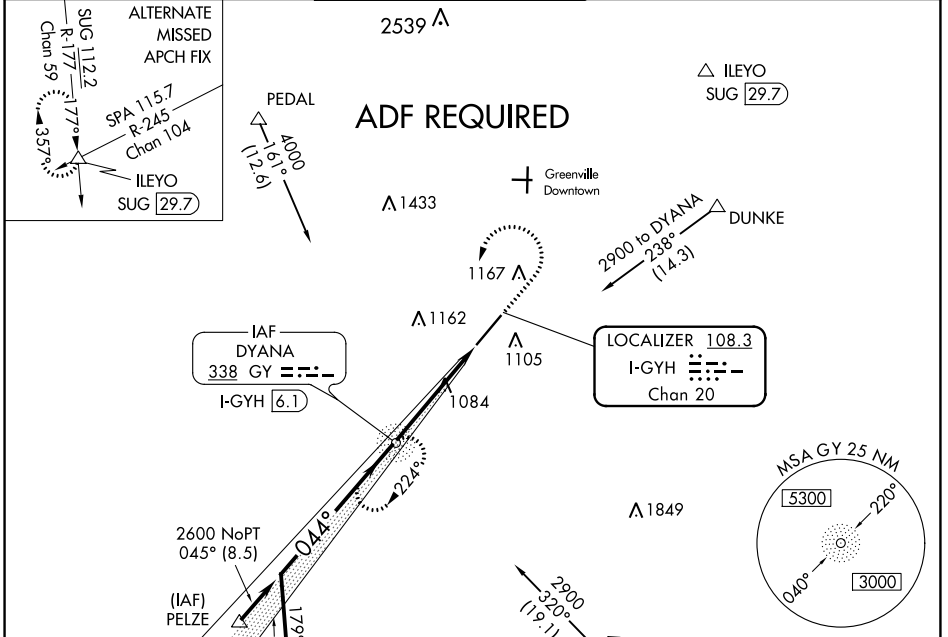 ALTERNATE
MISSED
APCH FIX
SUG 112.2
R-177
Chan 59
177°
357°
SPA 115.7
R-245
Chan 104
ILEYO
SUG 29.7
2539
ILEYO
SUG 29.7
PEDAL
4000
161°
(12.6)
ADF REQUIRED
Greenville
Downtown
1433
DUNKE
2900 to DYANA
238°
(14.3)
1167
1162
1105
IAF
DYANA
338 GY
I-GYH 6.1
LOCALIZER 108.3
I-GYH
Chan 20
1084
224°
044°
1849
MSA GY 25 NM
5300
220°
040°
3000
2600 NoPT
045° (8.5)
(IAF)
PELZE
2900
320°
(19.1)